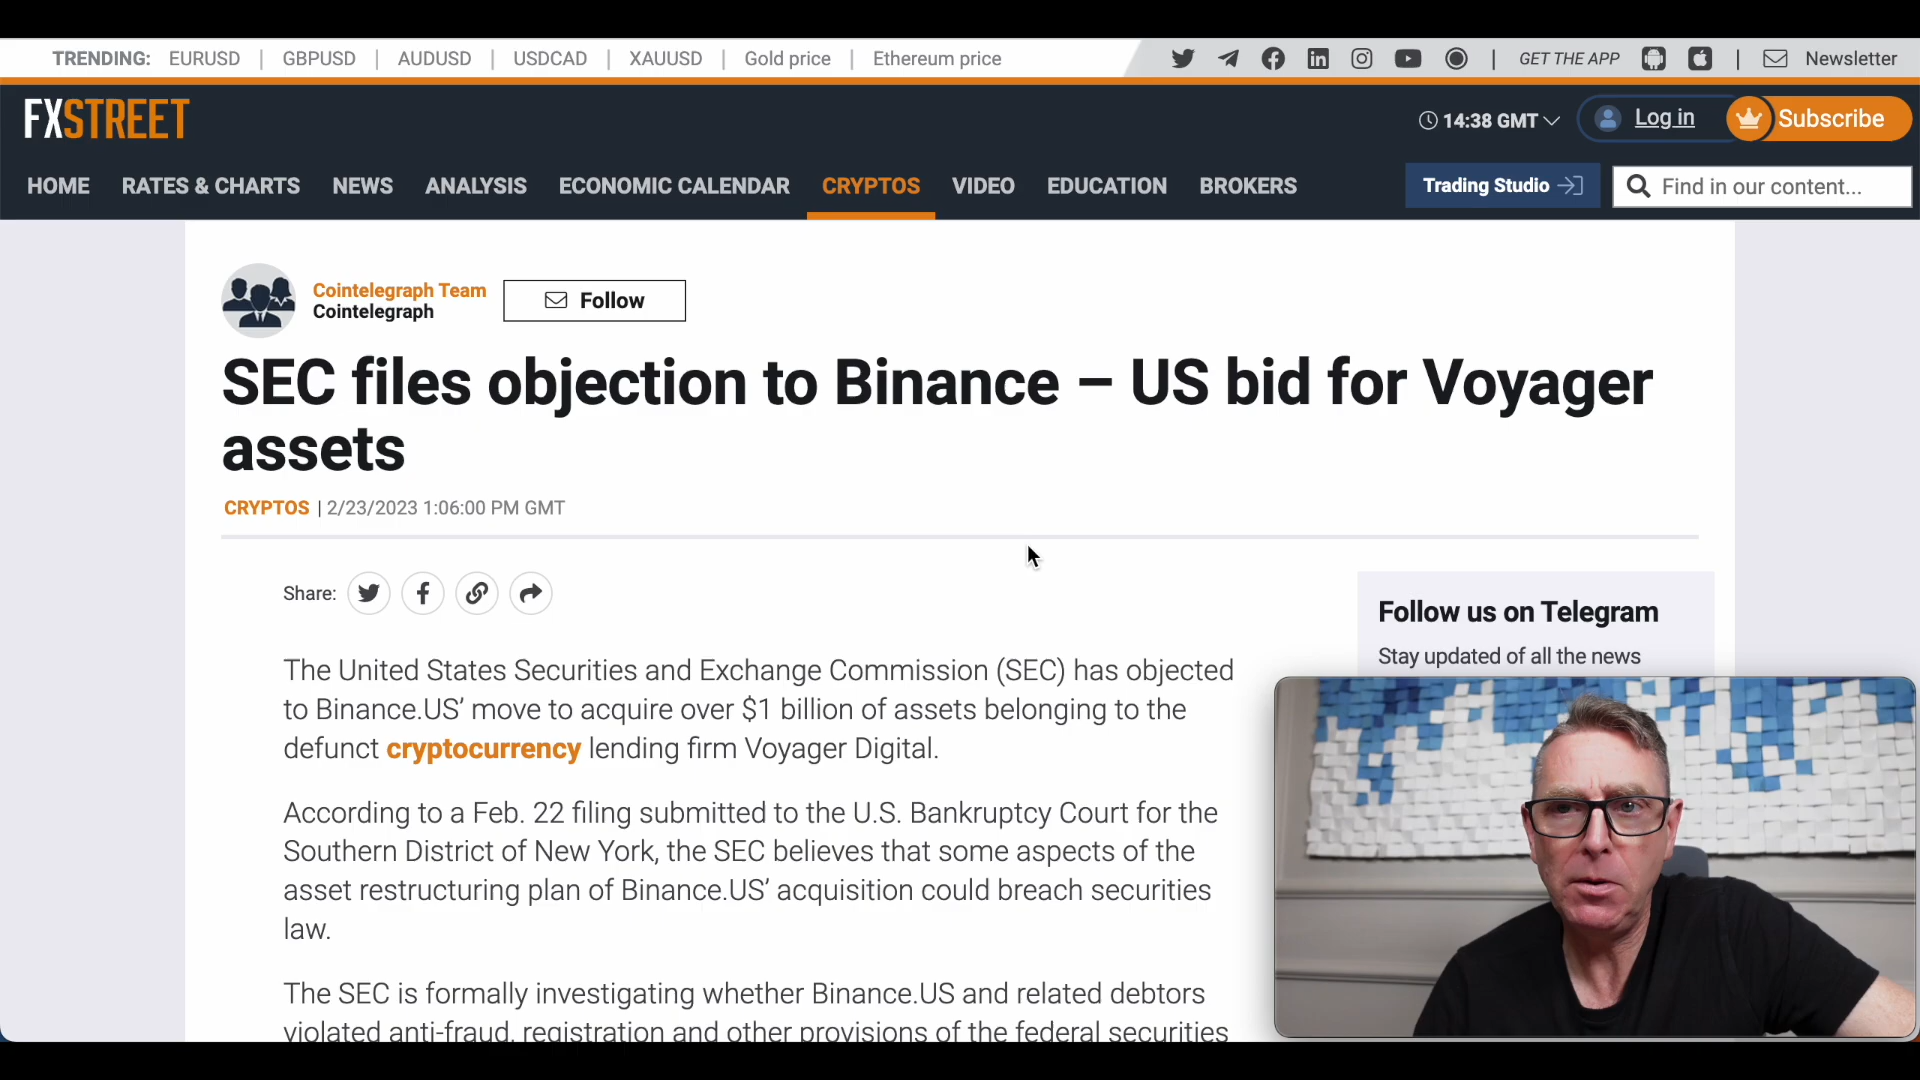 TRENDING: EURUSD | GBPUSD | AUDUSD | USDCAD | XAUUSD | Gold price | Ethereum price | GET THE APP | Newsletter
FXSTREET 14:38 GMT Log in Subscribe
HOME RATES & CHARTS NEWS ANALYSIS ECONOMIC CALENDAR CRYPTOS VIDEO EDUCATION BROKERS Trading Studio Find in our content...
Cointelegraph Team
Cointelegraph
Follow
SEC files objection to Binance – US bid for Voyager
assets
CRYPTOS | 2/23/2023 1:06:00 PM GMT
Share:
The United States Securities and Exchange Commission (SEC) has objected
to Binance.US’ move to acquire over $1 billion of assets belonging to the
defunct cryptocurrency lending firm Voyager Digital.
According to a Feb. 22 filing submitted to the U.S. Bankruptcy Court for the
Southern District of New York, the SEC believes that some aspects of the
asset restructuring plan of Binance.US’ acquisition could breach securities
law.
The SEC is formally investigating whether Binance.US and related debtors
violated anti-fraud, registration and other provisions of the federal securities
Follow us on Telegram
Stay updated of all the news